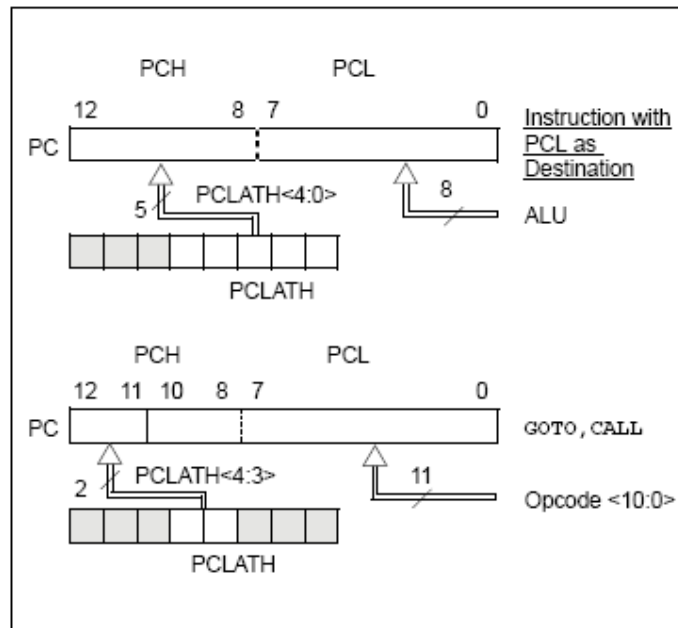 PCH PCL
12 8 7 0
Instruction with
PCL as
Destination
PC
PCLATH<4:0>
5
8
ALU
PCLATH
PCH PCL
12 11 10 8 7 0
PC
GOTO, CALL
PCLATH<4:3>
2
11
Opcode <10:0>
PCLATH